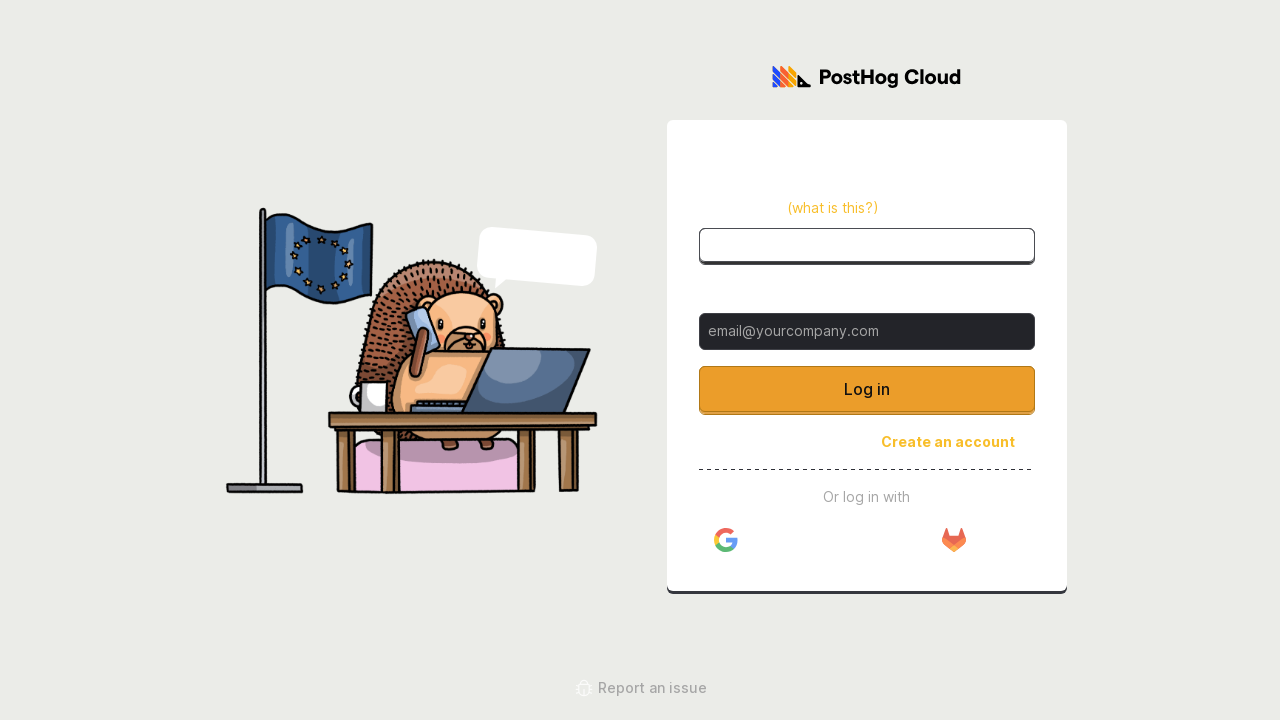 PostHog Cloud
(what is this?)
email@yourcompany.com
Log in
Create an account
Or log in with
Report an issue